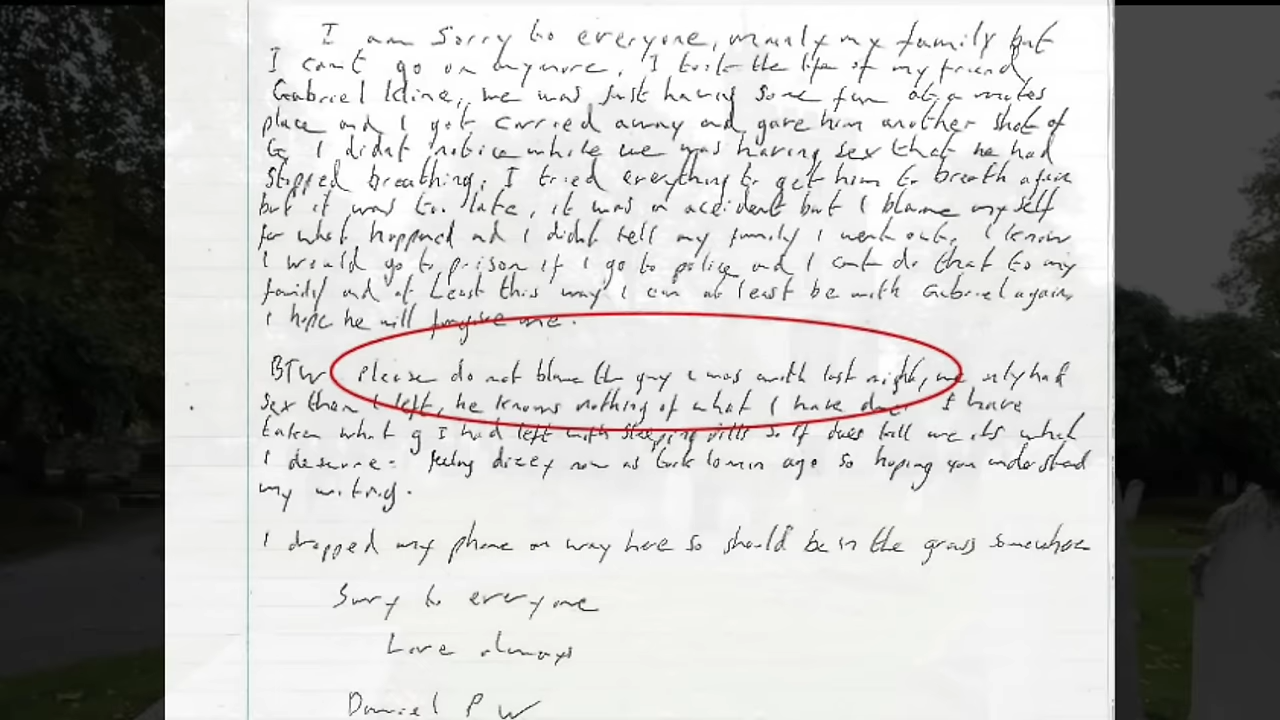 I am Sorry to everyone, mainly my family but
I can't go on anymore, I took the life of my friend
Gabriel kline, we was Just having some fun at a mates
place and I got carried away and gave him another shot of
G, I didnt notice while we was having sex that he had
Stopped breathing, I tried everything to get him to breath again
but it was to late, it was a accident but I blame myself
for what happened and I didnt tell my family I went out. I know
I would go to prison if I go to police and I cant do that to my
family and at Least this way I can at least be with Gabriel again,
I hope he will forgive me.
BTW Please do not blame the guy I was with last night, we only had
sex then I left, he knows nothing of what I have done. I have
taken what g I had left with sleeping pills so if it does kill me its what
I deserve. Feeling dizzy now as took 10 min ago so hoping you understand
my writing.
I dropped my phone on way here so should be in the grass somewhere
Sorry to everyone
Love always
Daniel P W